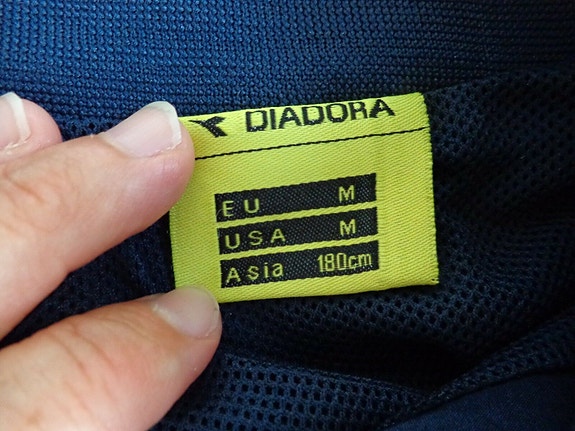 DIADORA
EU M
USA M
Asia 180cm